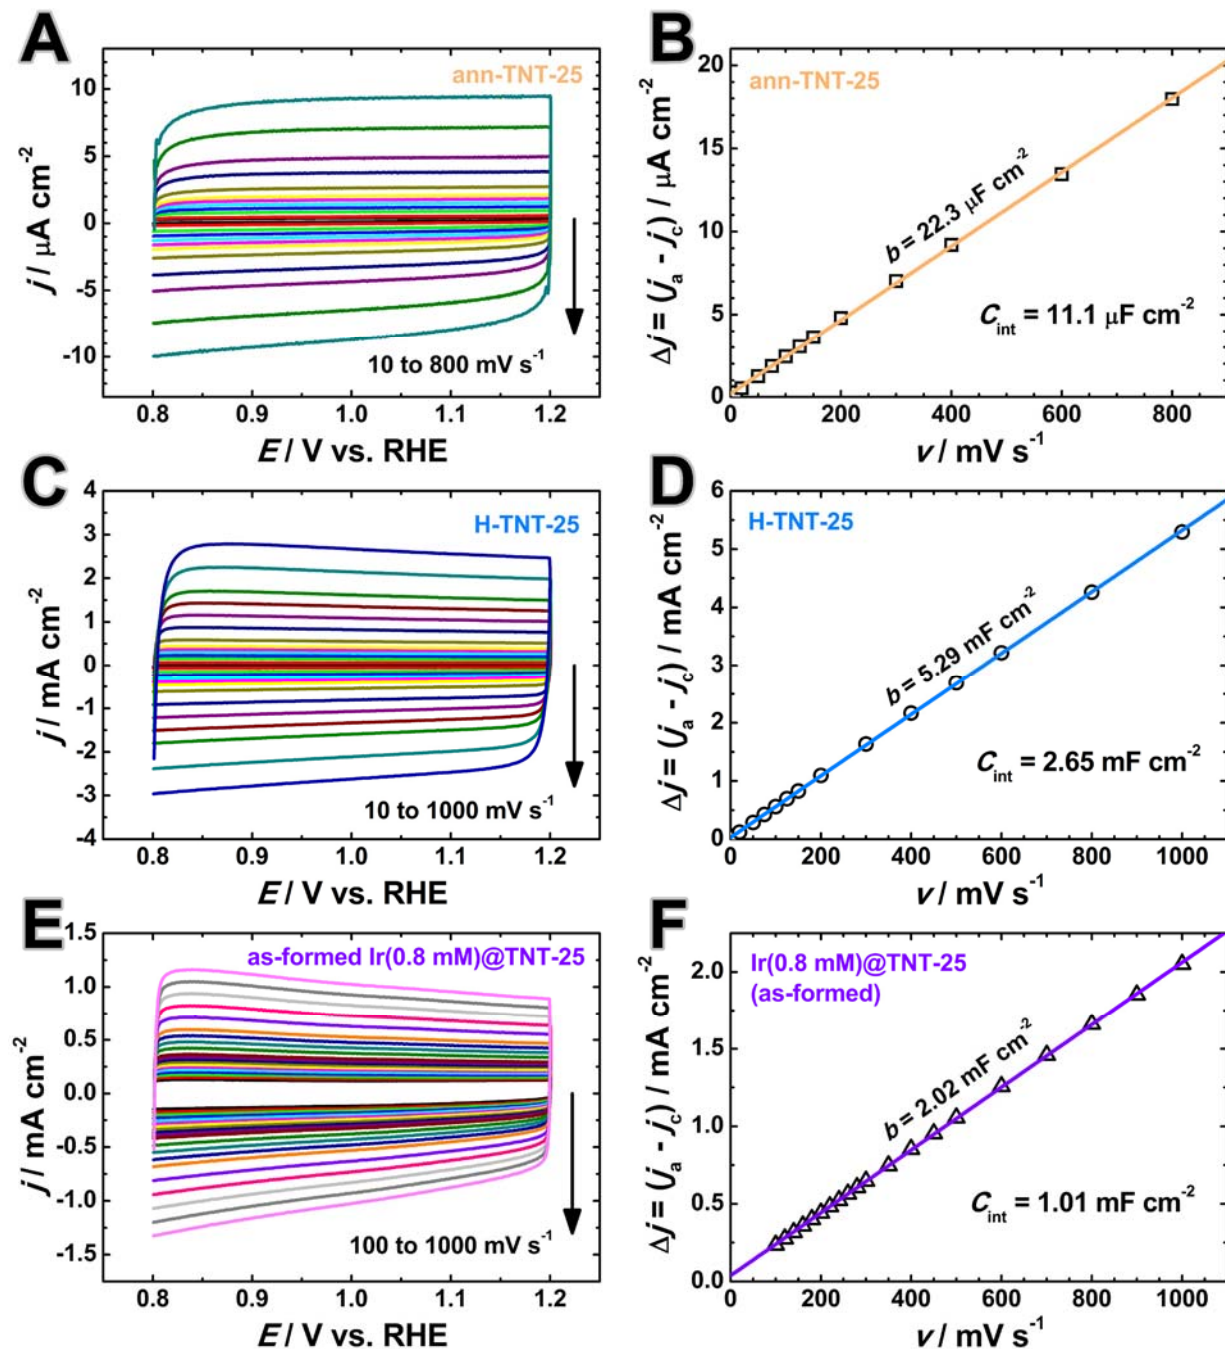 A
ann-TNT-25
10
5
0
-5
-10
j / μA cm⁻²
10 to 800 mV s⁻¹
0.8 0.9 1.0 1.1 1.2
E / V vs. RHE
B
ann-TNT-25
20
15
10
5
0
Δj = (jₐ - j_c) / μA cm⁻²
b = 22.3 μF cm⁻²
C_int = 11.1 μF cm⁻²
0 200 400 600 800
v / mV s⁻¹
C
H-TNT-25
4
3
2
1
0
-1
-2
-3
-4
j / mA cm⁻²
10 to 1000 mV s⁻¹
0.8 0.9 1.0 1.1 1.2
E / V vs. RHE
D
H-TNT-25
6
5
4
3
2
1
0
Δj = (jₐ - j_c) / mA cm⁻²
b = 5.29 mF cm⁻²
C_int = 2.65 mF cm⁻²
0 200 400 600 800 1000
v / mV s⁻¹
E
as-formed Ir(0.8 mM)@TNT-25
1.5
1.0
0.5
0.0
-0.5
-1.0
-1.5
j / mA cm⁻²
100 to 1000 mV s⁻¹
0.8 0.9 1.0 1.1 1.2
E / V vs. RHE
F
Ir(0.8 mM)@TNT-25
(as-formed)
2.0
1.5
1.0
0.5
0.0
Δj = (jₐ - j_c) / mA cm⁻²
b = 2.02 mF cm⁻²
C_int = 1.01 mF cm⁻²
0 200 400 600 800 1000
v / mV s⁻¹